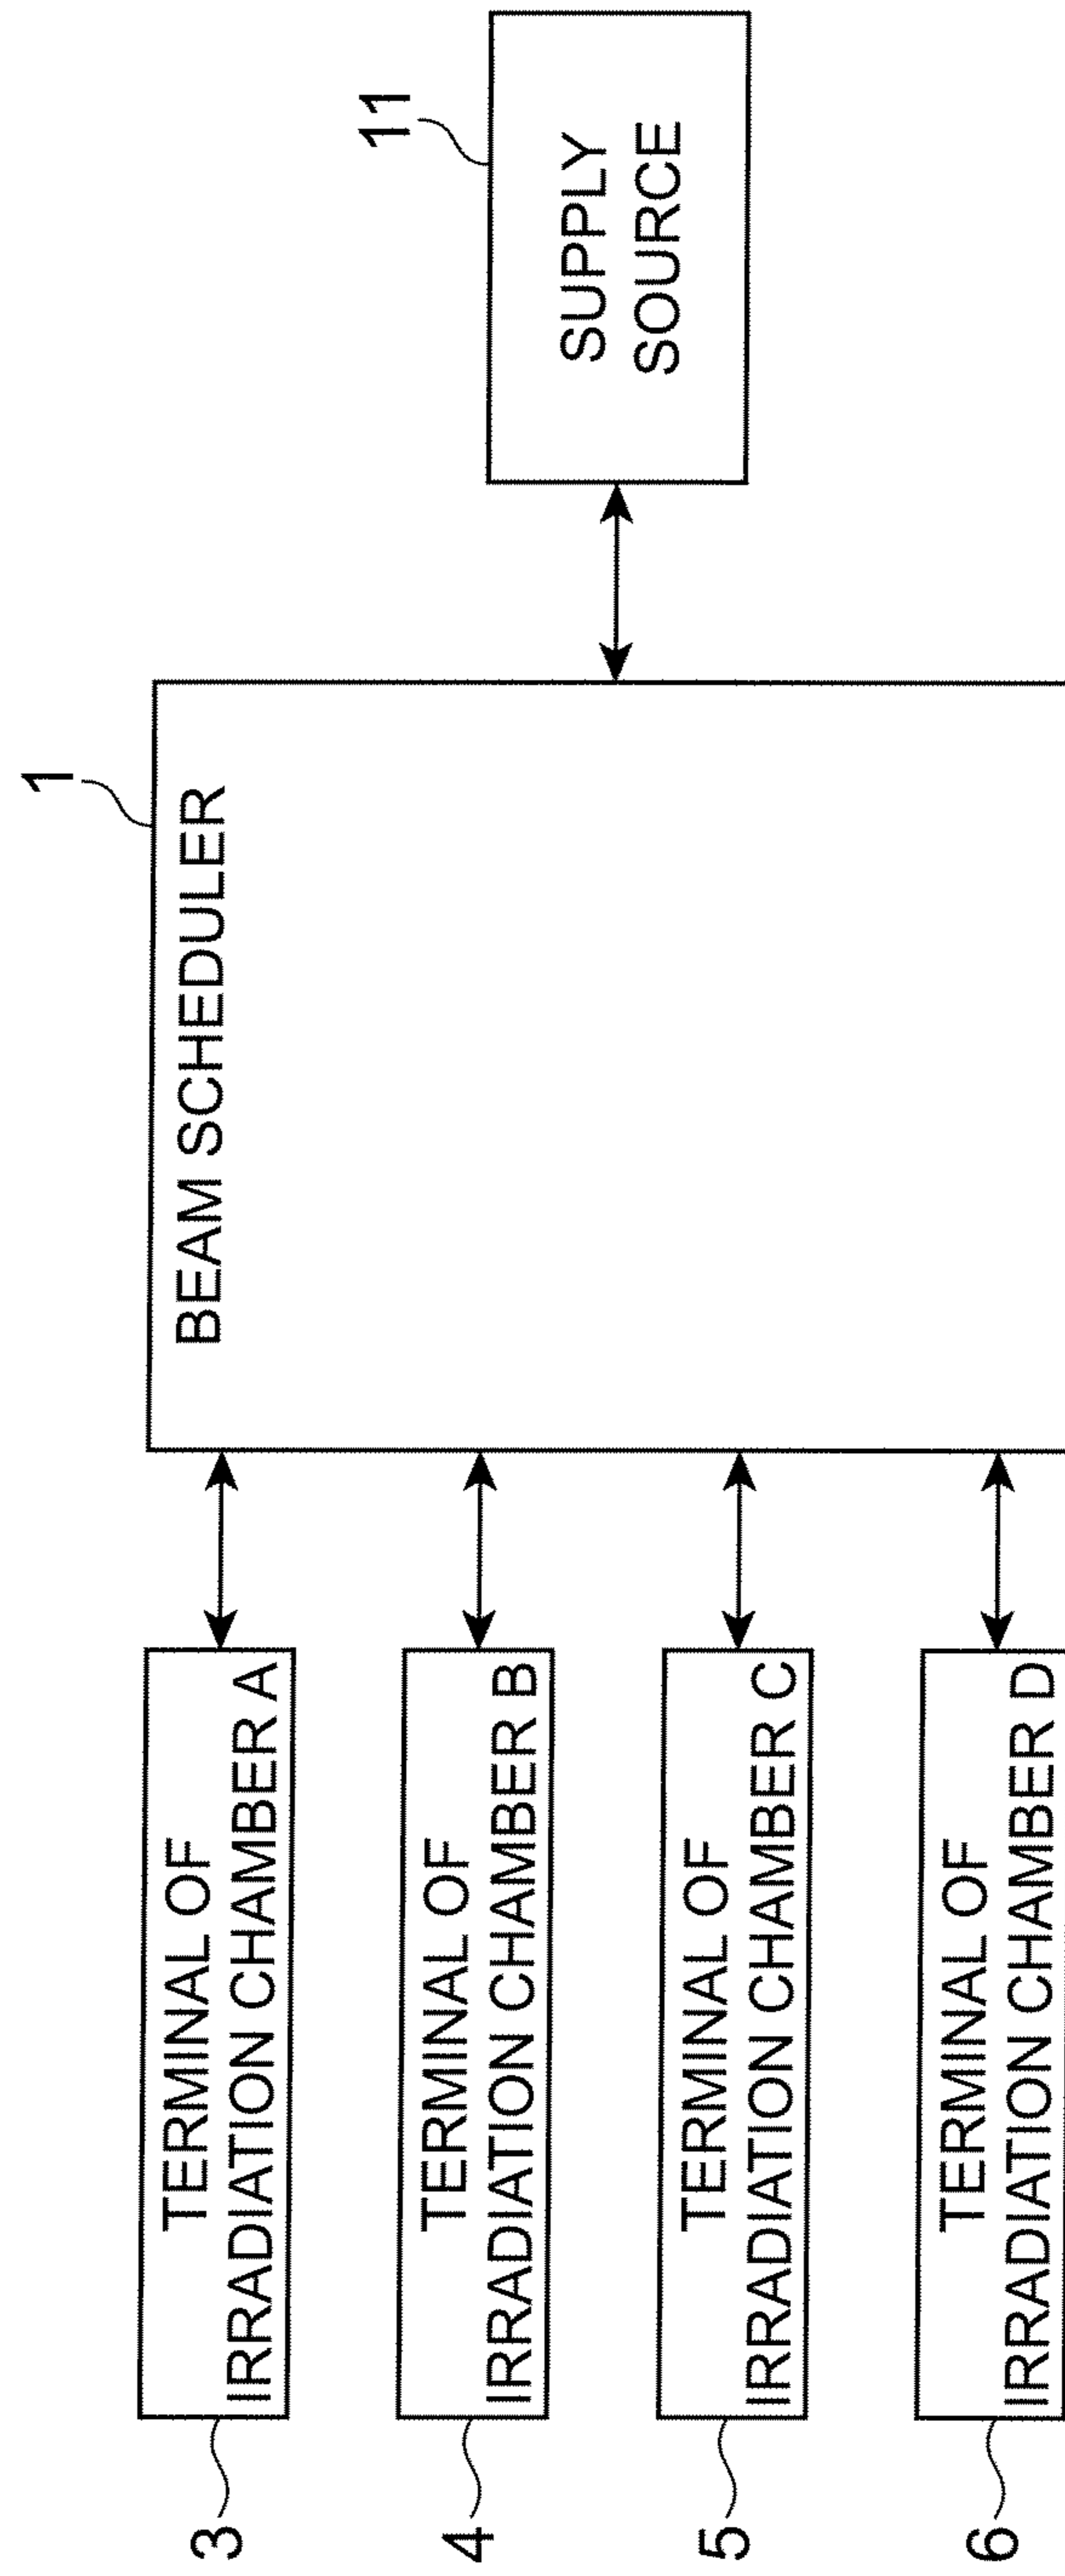 1
BEAM SCHEDULER
11
SUPPLY
SOURCE
3
TERMINAL OF
IRRADIATION CHAMBER A
4
TERMINAL OF
IRRADIATION CHAMBER B
5
TERMINAL OF
IRRADIATION CHAMBER C
6
TERMINAL OF
IRRADIATION CHAMBER D